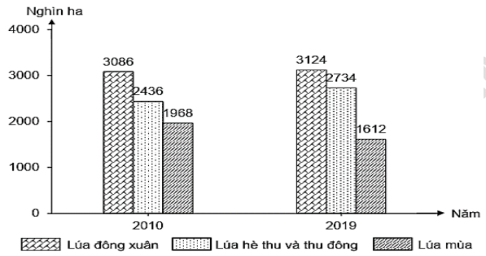 Nghìn ha
4000
3000
2000
1000
0
3086
2436
1968
3124
2734
1612
2010
2019
Năm
Lúa đông xuân
Lúa hè thu và thu đông
Lúa mùa